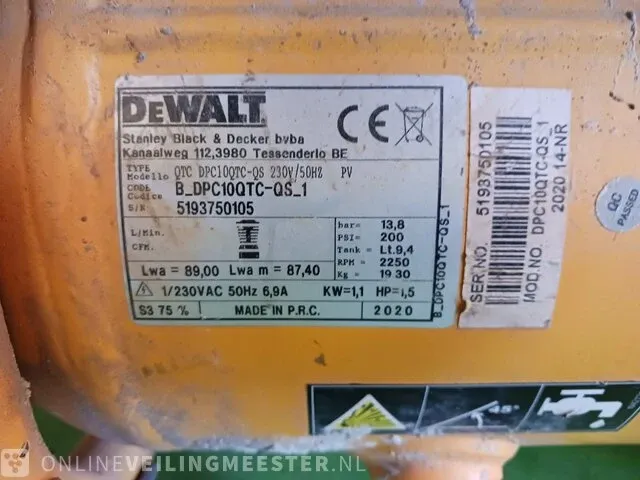 DEWALT
Stanley Black & Decker bvba
Kanaalweg 112,3980 Tessenderlo BE
TYPE
Modello
QTC DPC10QTC-QS 230V/50HZ PV
CODE
Codice
B_DPC10QTC-QS_1
S/N
5193750105
L/Min.
CFM.
bar= 13,8
PSI= 200
Tank= Lt.9,4
RPM = 2250
Kg = 19 30
Lwa = 89,00 Lwa m = 87,40
1/230VAC 50Hz 6,9A KW=1,1 HP=1,5
S3 75 % MADE IN P.R.C. 2020
B_DPC10QTC-QS_1
SER.NO. 5193750105
MOD.NO. DPC10QTC-QS_1
2020 14-NR
QC
PASSED
45°
ONLINEVEILINGMEESTER.NL